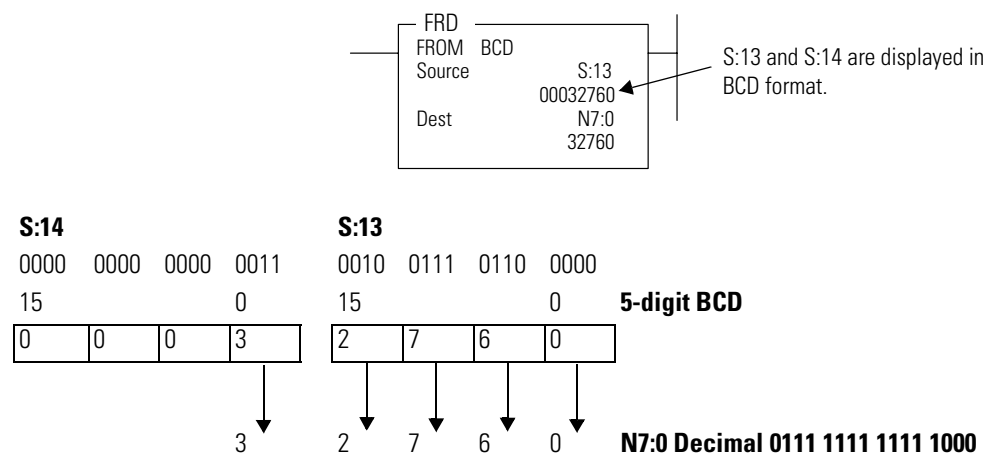 FRD
FROM BCD
Source S:13
00032760
Dest N7:0
32760
S:13 and S:14 are displayed in
BCD format.
S:14 S:13
0000 0000 0000 0011 0010 0111 0110 0000
15 0 15 0 5-digit BCD
0 0 0 3 2 7 6 0
3 2 7 6 0 N7:0 Decimal 0111 1111 1111 1000